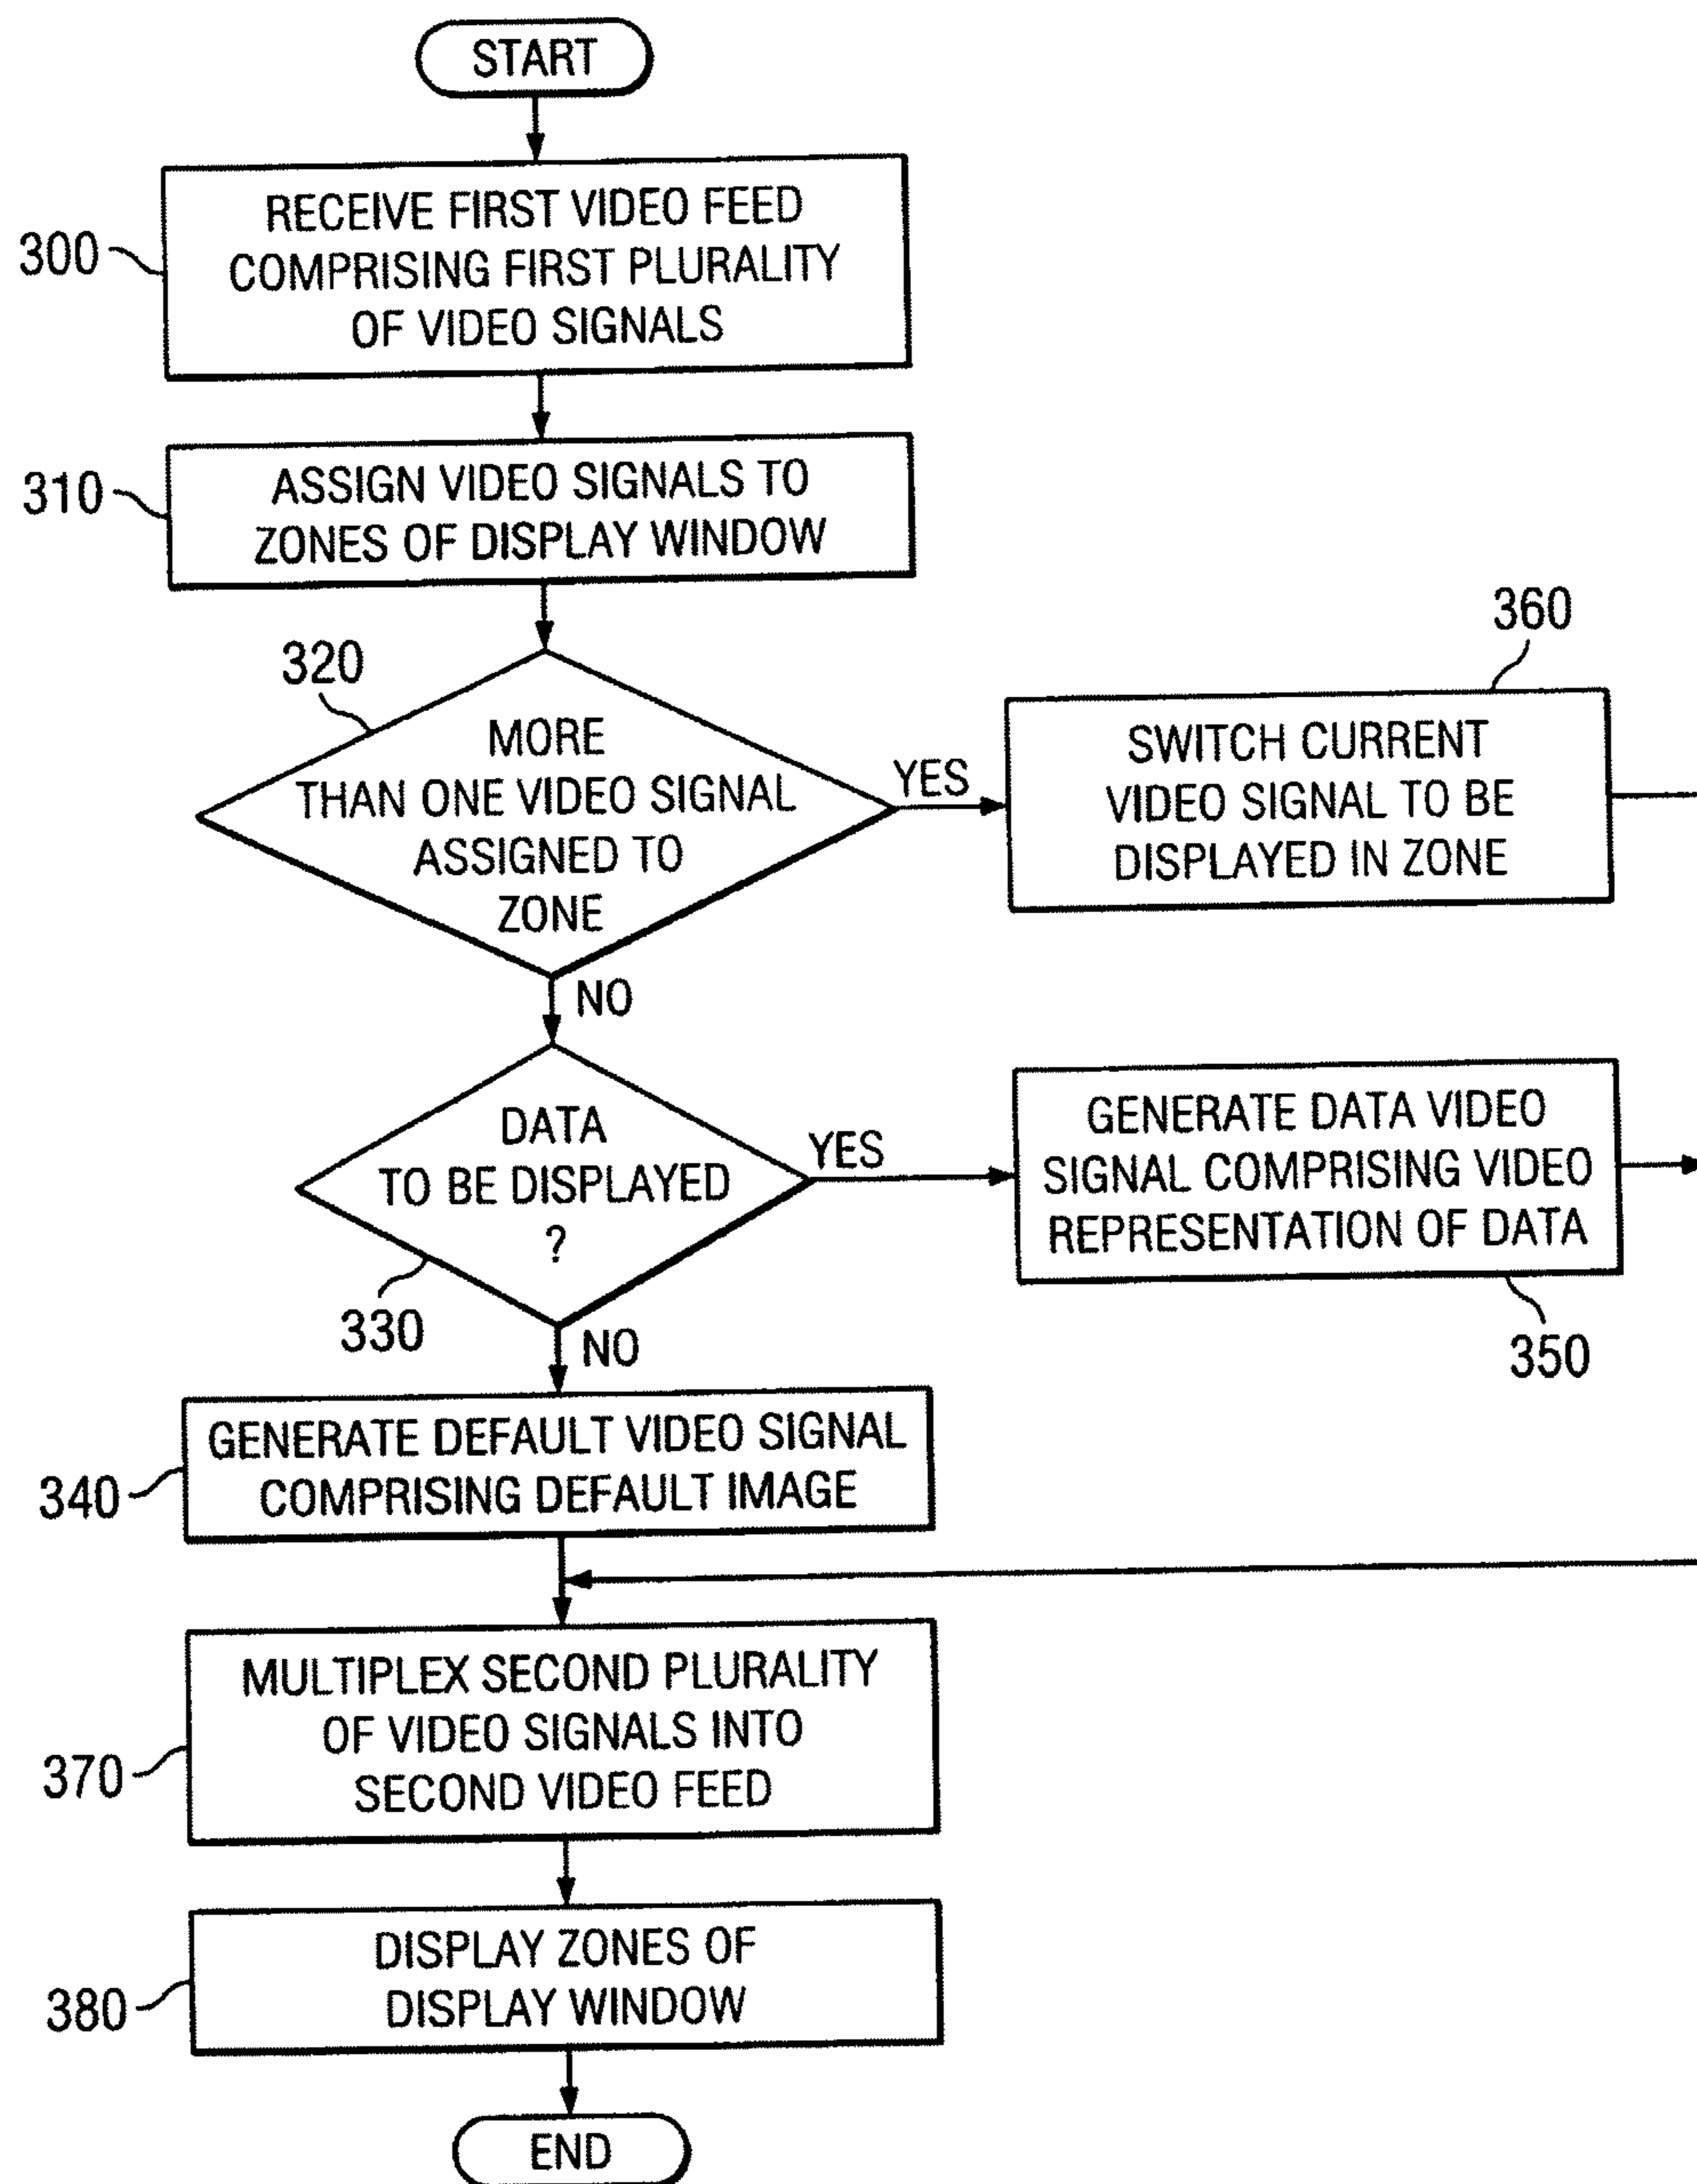 START
300
RECEIVE FIRST VIDEO FEED
COMPRISING FIRST PLURALITY
OF VIDEO SIGNALS
310
ASSIGN VIDEO SIGNALS TO
ZONES OF DISPLAY WINDOW
320
MORE
THAN ONE VIDEO SIGNAL
ASSIGNED TO
ZONE
YES
360
SWITCH CURRENT
VIDEO SIGNAL TO BE
DISPLAYED IN ZONE
NO
DATA
TO BE DISPLAYED
?
330
YES
GENERATE DATA VIDEO
SIGNAL COMPRISING VIDEO
REPRESENTATION OF DATA
350
NO
340
GENERATE DEFAULT VIDEO SIGNAL
COMPRISING DEFAULT IMAGE
370
MULTIPLEX SECOND PLURALITY
OF VIDEO SIGNALS INTO
SECOND VIDEO FEED
380
DISPLAY ZONES OF
DISPLAY WINDOW
END